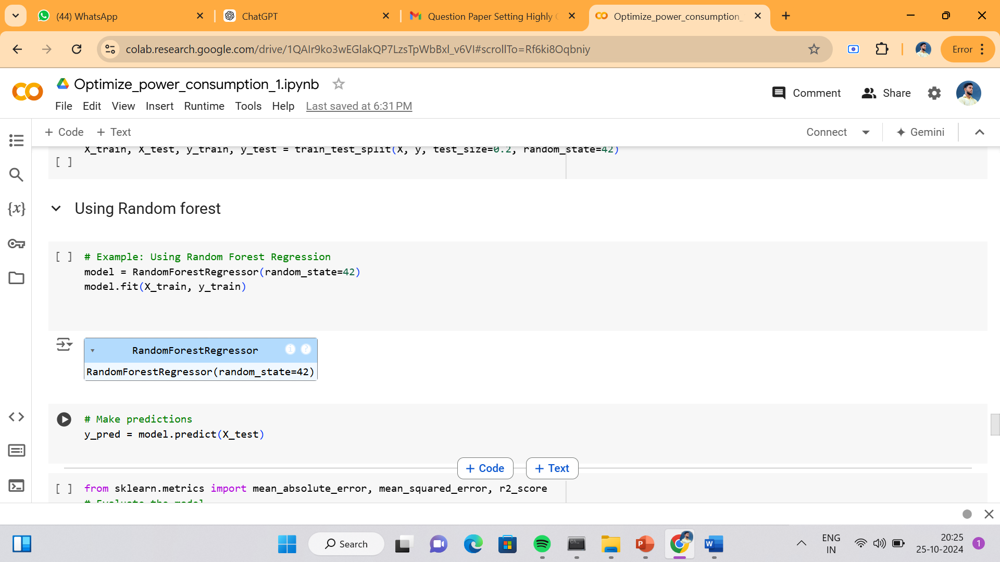 (44) WhatsApp
ChatGPT
Question Paper Setting Highly
Optimize_power_consumption_
colab.research.google.com/drive/1QAIr9ko3wEGlakQP7LzsTpWbBxl_v6VI#scrollTo=Rf6ki8Oqbniy
Error
Optimize_power_consumption_1.ipynb
Comment
Share
File Edit View Insert Runtime Tools Help Last saved at 6:31 PM
+ Code + Text
Connect
Gemini
X_train, X_test, y_train, y_test = train_test_split(X, y, test_size=0.2, random_state=42)
[ ]
Using Random forest
[ ] # Example: Using Random Forest Regression
model = RandomForestRegressor(random_state=42)
model.fit(X_train, y_train)
RandomForestRegressor i ?
RandomForestRegressor(random_state=42)
# Make predictions
y_pred = model.predict(X_test)
+ Code + Text
[ ] from sklearn.metrics import mean_absolute_error, mean_squared_error, r2_score
# Evaluate the model
{x}
Search
ENG
IN
20:25
25-10-2024
1